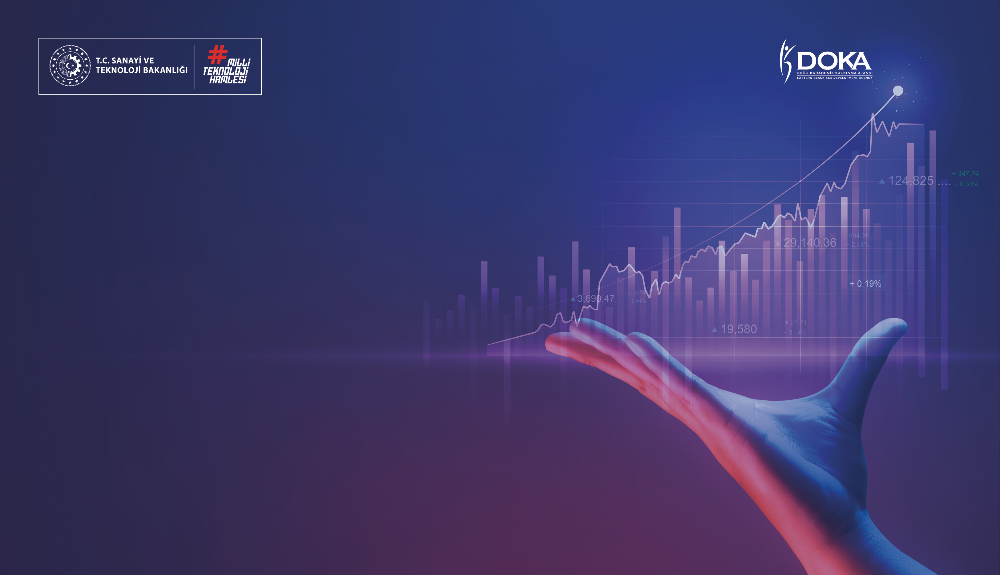 T.C. SANAYİ VE
TEKNOLOJİ BAKANLIĞI
#
MİLLİ
TEKNOLOJİ
HAMLESİ
DOKA
DOĞU KARADENİZ KALKINMA AJANSI
EASTERN BLACK SEA DEVELOPMENT AGENCY
+ 347.74
▲ 124,825 ....
+ 0.31%
+ 604.26
▲ 29,140.36
+ 2.14%
+ 0.19%
+ 0.19
▲ 3,690.47
+ 0.01%
+ 28.71
▲ 19,580
+ 0.14%